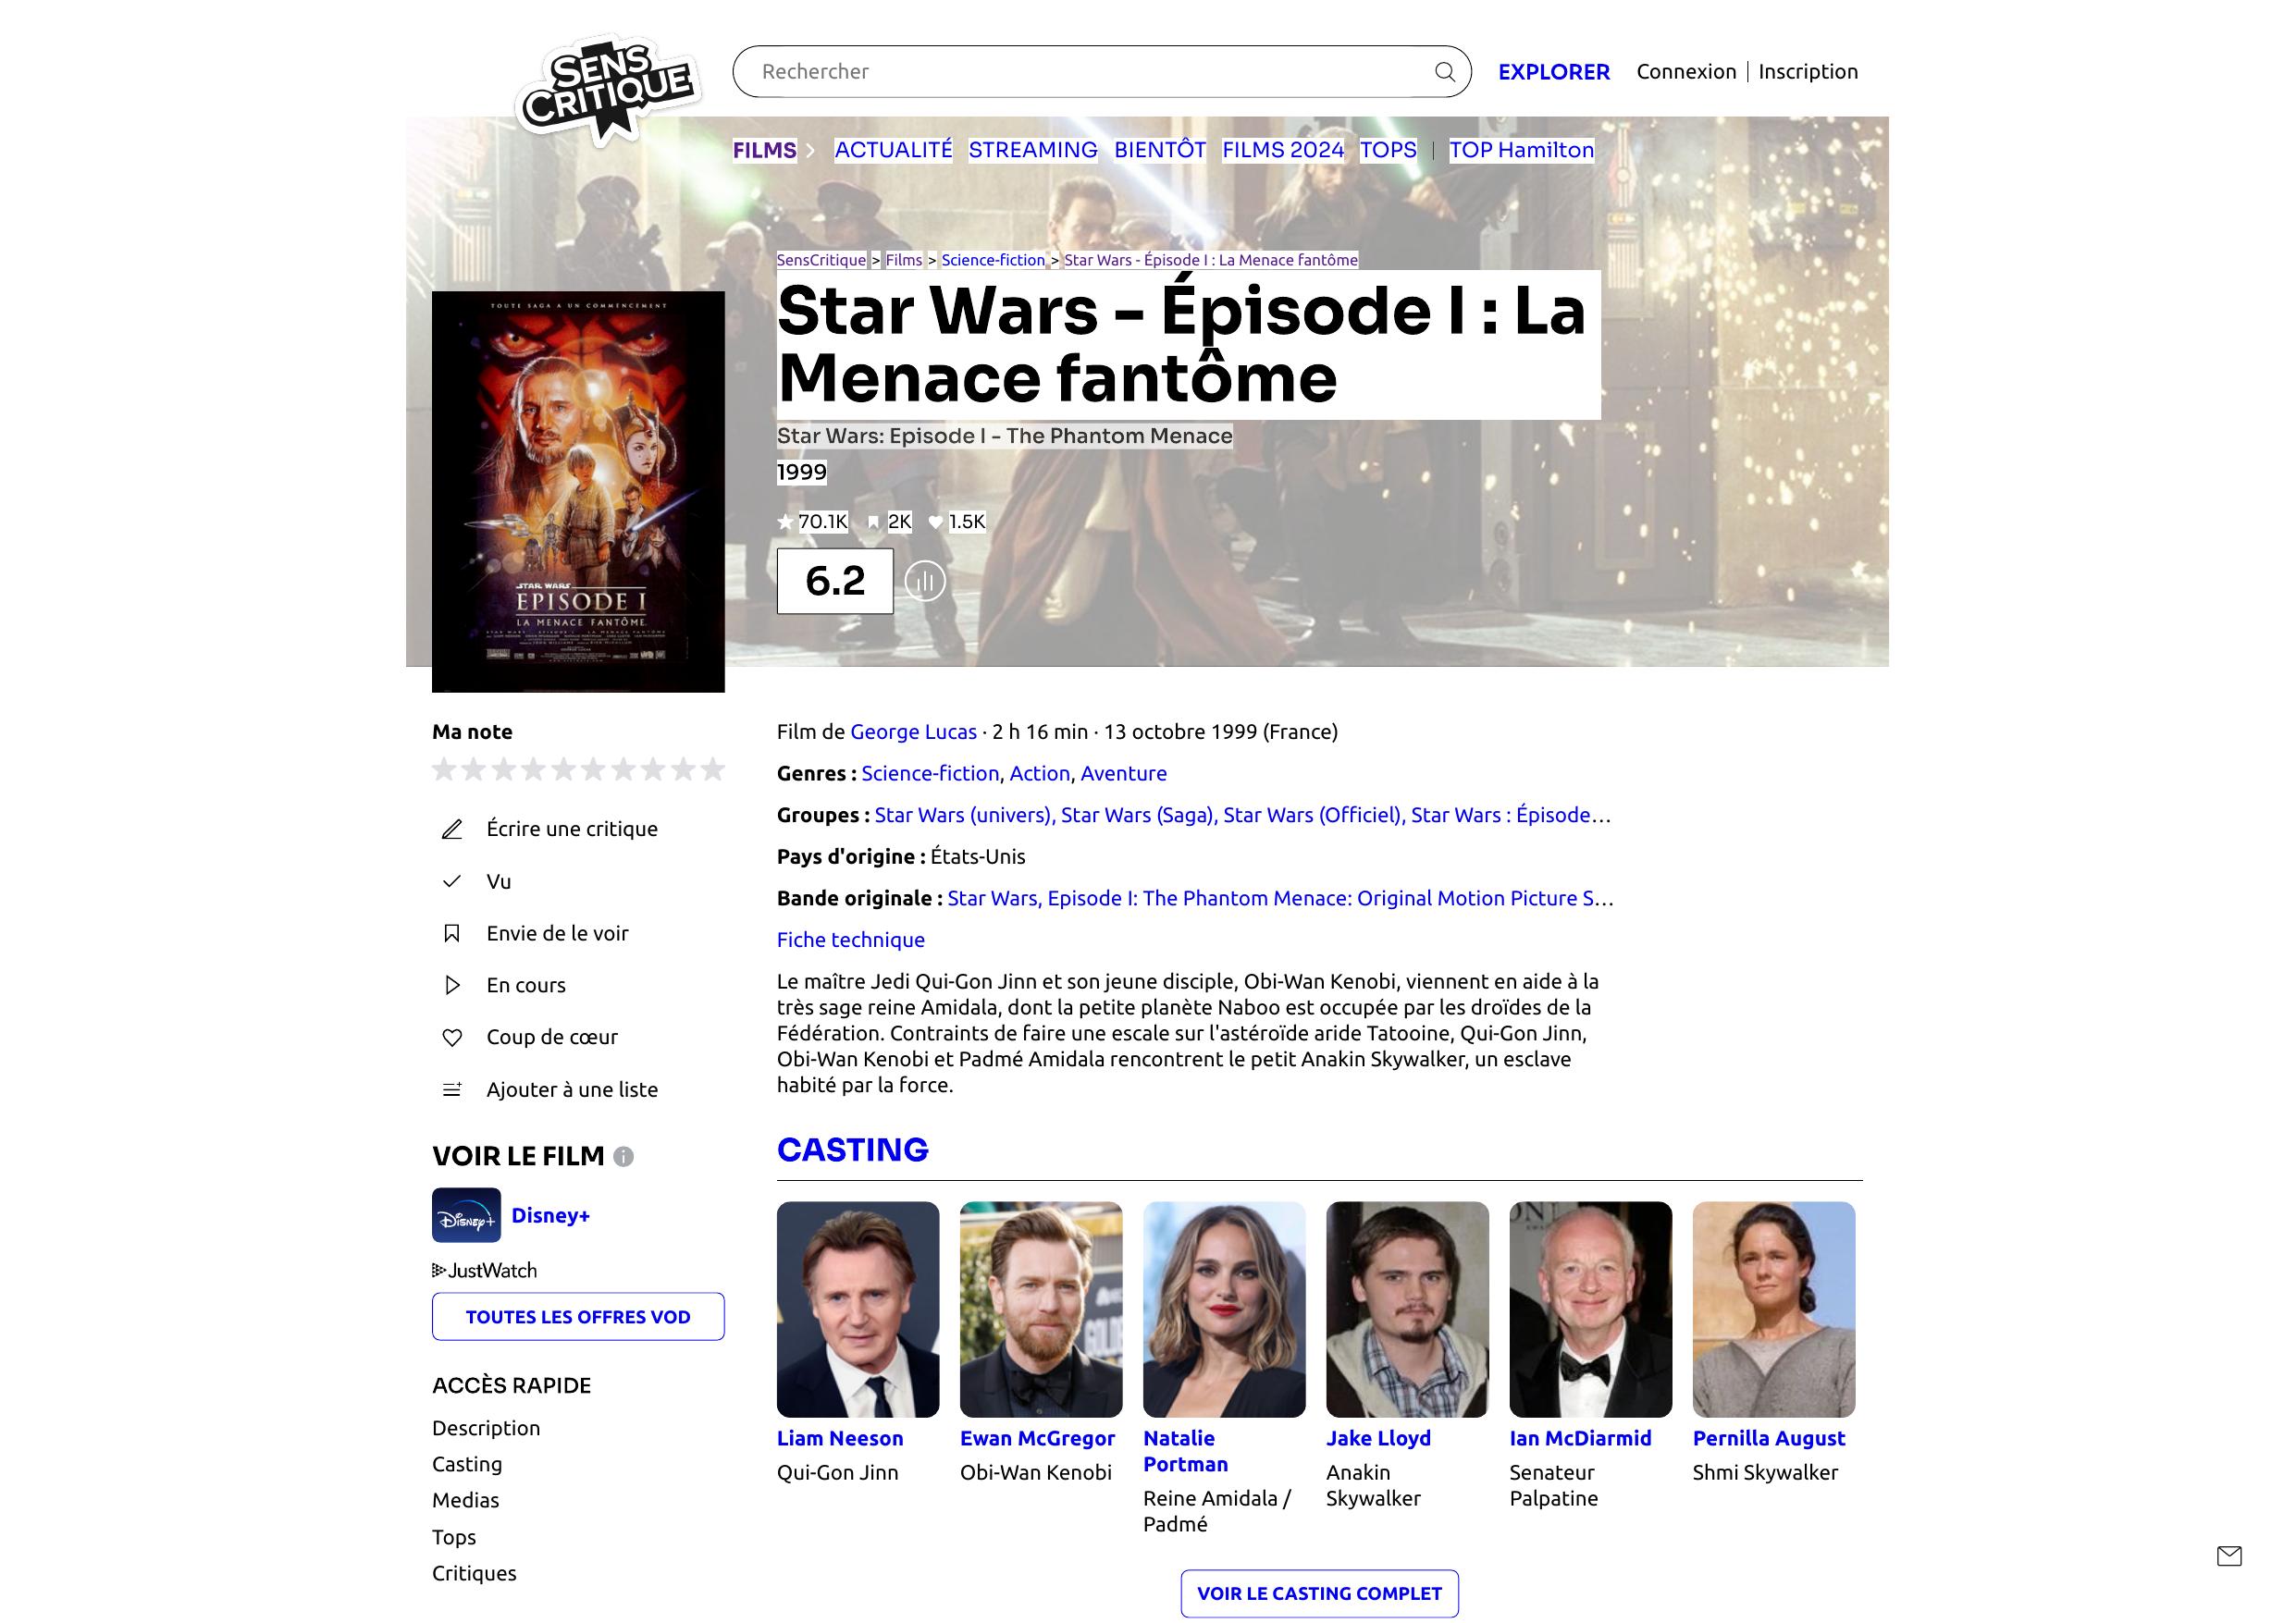 SENS
CRITIQUE
Rechercher
EXPLORER
Connexion
Inscription
FILMS
ACTUALITÉ
STREAMING
BIENTÔT
FILMS 2024
TOPS
TOP Hamilton
SensCritique > Films > Science-fiction > Star Wars - Épisode I : La Menace fantôme
Star Wars - Épisode I : La
Menace fantôme
Star Wars: Episode I - The Phantom Menace
1999
70.1K
2K
1.5K
6.2
TOUTE SAGA A UN COMMENCEMENT
STAR WARS
EPISODE I
LA MENACE FANTÔME
Ma note
Écrire une critique
Vu
Envie de le voir
En cours
Coup de cœur
Ajouter à une liste
VOIR LE FILM
Disney+
Disney+
JustWatch
TOUTES LES OFFRES VOD
ACCÈS RAPIDE
Description
Casting
Medias
Tops
Critiques
Film de George Lucas · 2 h 16 min · 13 octobre 1999 (France)
Genres : Science-fiction, Action, Aventure
Groupes : Star Wars (univers), Star Wars (Saga), Star Wars (Officiel), Star Wars : Épisode…
Pays d'origine : États-Unis
Bande originale : Star Wars, Episode I: The Phantom Menace: Original Motion Picture S…
Fiche technique
Le maître Jedi Qui-Gon Jinn et son jeune disciple, Obi-Wan Kenobi, viennent en aide à la
très sage reine Amidala, dont la petite planète Naboo est occupée par les droïdes de la
Fédération. Contraints de faire une escale sur l'astéroïde aride Tatooine, Qui-Gon Jinn,
Obi-Wan Kenobi et Padmé Amidala rencontrent le petit Anakin Skywalker, un esclave
habité par la force.
CASTING
Liam Neeson
Qui-Gon Jinn
Ewan McGregor
Obi-Wan Kenobi
Natalie
Portman
Reine Amidala /
Padmé
Jake Lloyd
Anakin
Skywalker
Ian McDiarmid
Senateur
Palpatine
Pernilla August
Shmi Skywalker
VOIR LE CASTING COMPLET